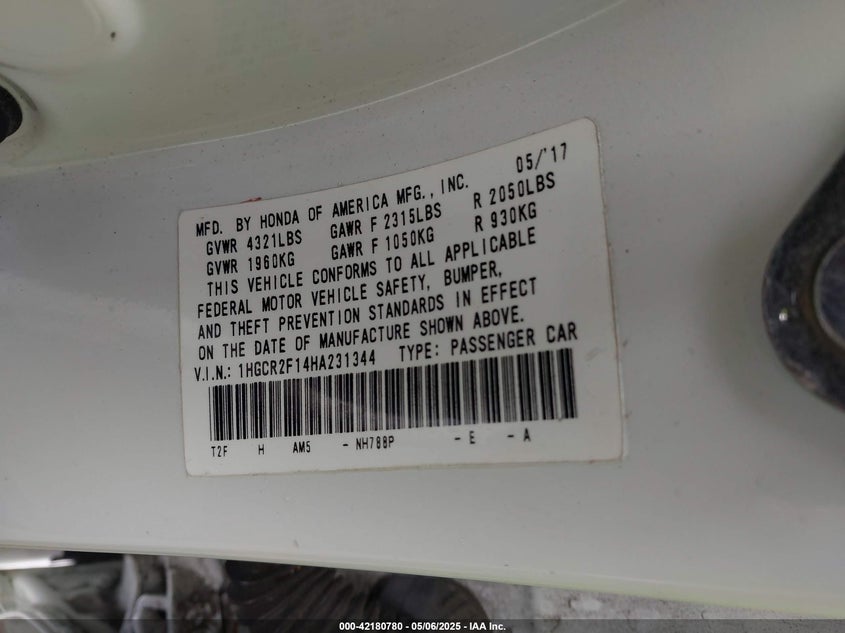 05/'17
MFD. BY HONDA OF AMERICA MFG., INC.
GVWR 4321LBS GAWR F 2315LBS R 2050LBS
GVWR 1960KG GAWR F 1050KG R 930KG
THIS VEHICLE CONFORMS TO ALL APPLICABLE
FEDERAL MOTOR VEHICLE SAFETY, BUMPER,
AND THEFT PREVENTION STANDARDS IN EFFECT
ON THE DATE OF MANUFACTURE SHOWN ABOVE.
V.I.N.: 1HGCR2F14HA231344 TYPE: PASSENGER CAR
T2F H AM5 - NH788P - E - A
000-42180780 - 05/06/2025 - IAA Inc.